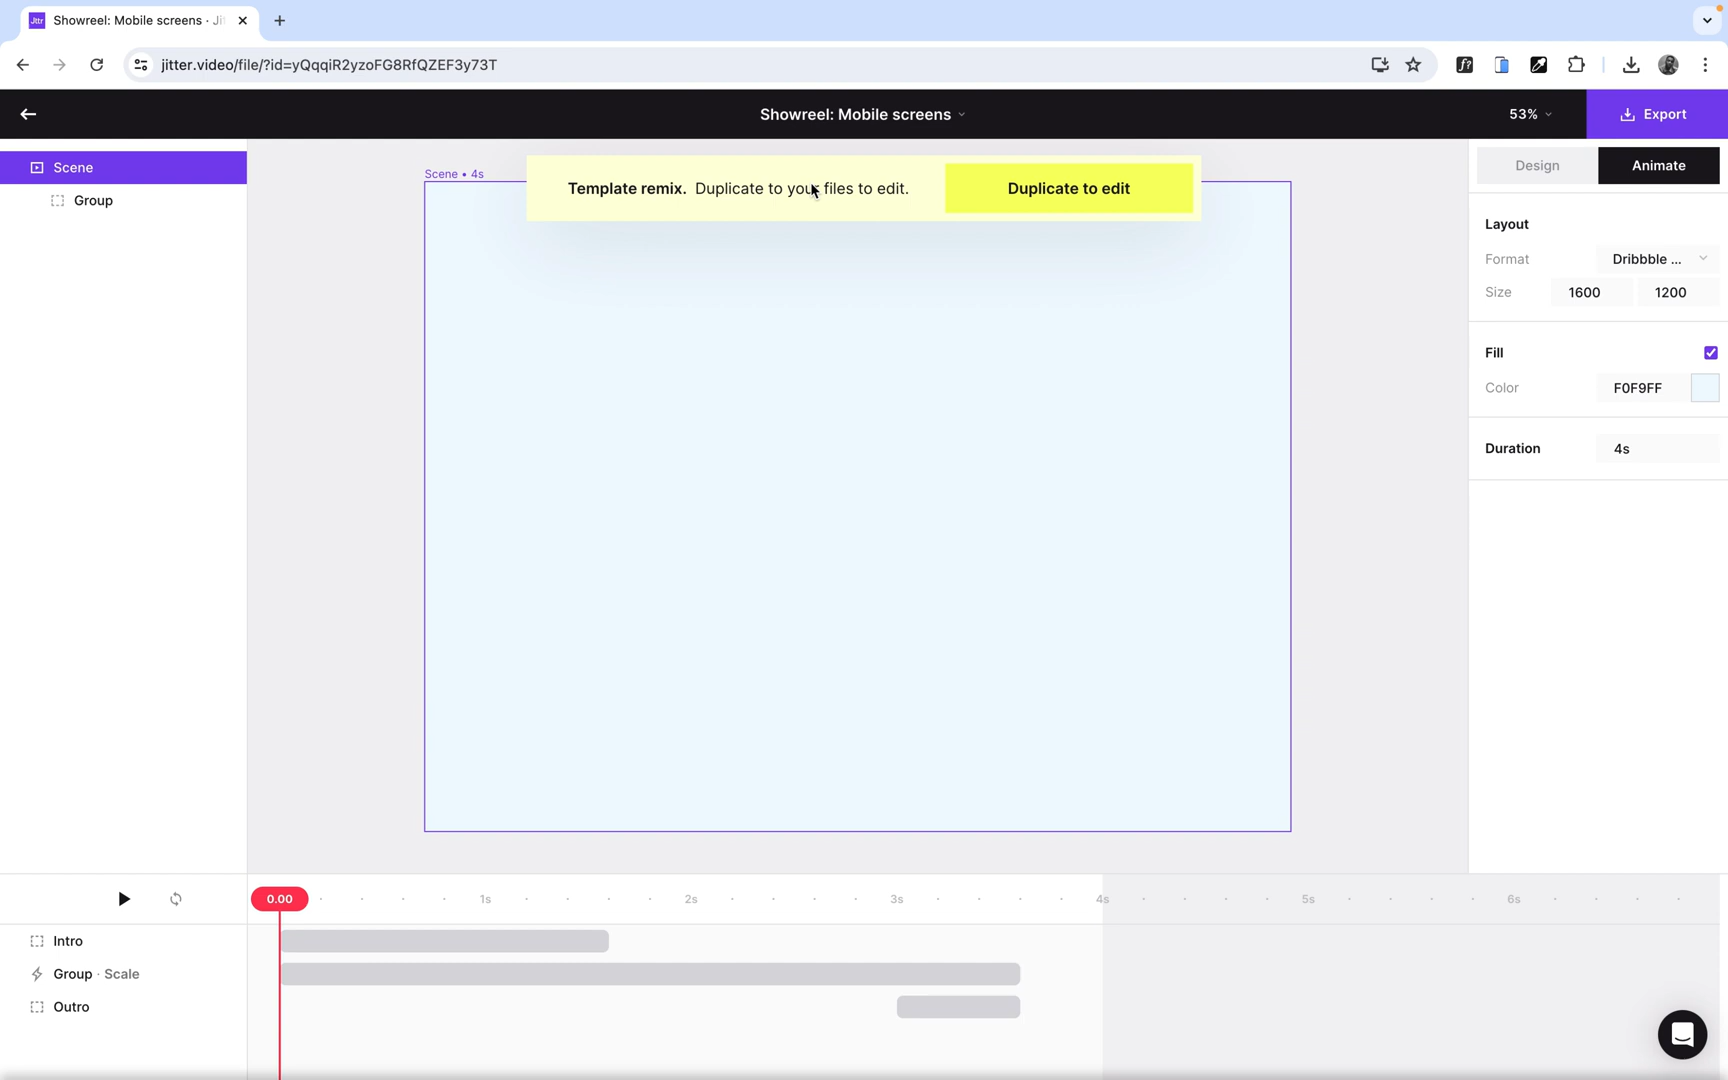 Jittr Showreel: Mobile screens · Ji
jitter.video/file/?id=yQqqiR2yzoFG8RfQZEF3y73T
f?
Showreel: Mobile screens
53%
Export
Scene
Group
Scene • 4s
Template remix. Duplicate to your files to edit.
Duplicate to edit
Design
Animate
Layout
Format Dribbble ...
Size 1600 1200
Fill
Color F0F9FF
Duration 4s
0.00 1s 2s 3s 4s 5s 6s
Intro
Group · Scale
Outro